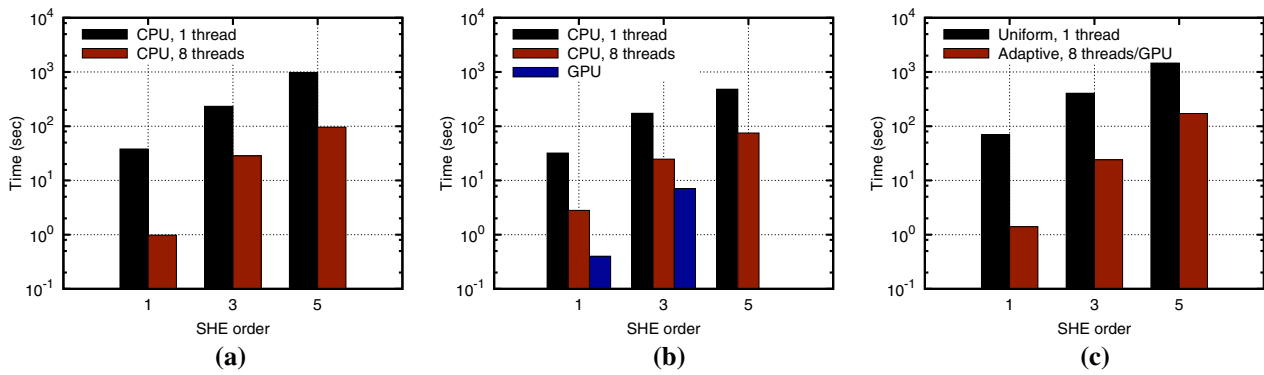 10^4
10^3
10^2
10^1
10^0
10^-1
Time (sec)
CPU, 1 thread
CPU, 8 threads
1 3 5
SHE order
(a)
10^4
10^3
10^2
10^1
10^0
10^-1
Time (sec)
CPU, 1 thread
CPU, 8 threads
GPU
1 3 5
SHE order
(b)
10^4
10^3
10^2
10^1
10^0
10^-1
Time (sec)
Uniform, 1 thread
Adaptive, 8 threads/GPU
1 3 5
SHE order
(c)